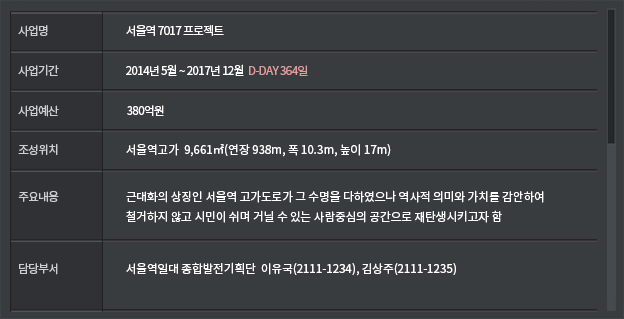 사업명 서울역 7017 프로젝트
사업기간 2014년 5월 ~ 2017년 12월 D-DAY 364일
사업예산 380억원
조성위치 서울역고가 9,661㎡(연장 938m, 폭 10.3m, 높이 17m)
주요내용 근대화의 상징인 서울역 고가도로가 그 수명을 다하였으나 역사적 의미와 가치를 감안하여
철거하지 않고 시민이 쉬며 거닐 수 있는 사람중심의 공간으로 재탄생시키고자 함
담당부서 서울역일대 종합발전기획단 이유국(2111-1234), 김상주(2111-1235)